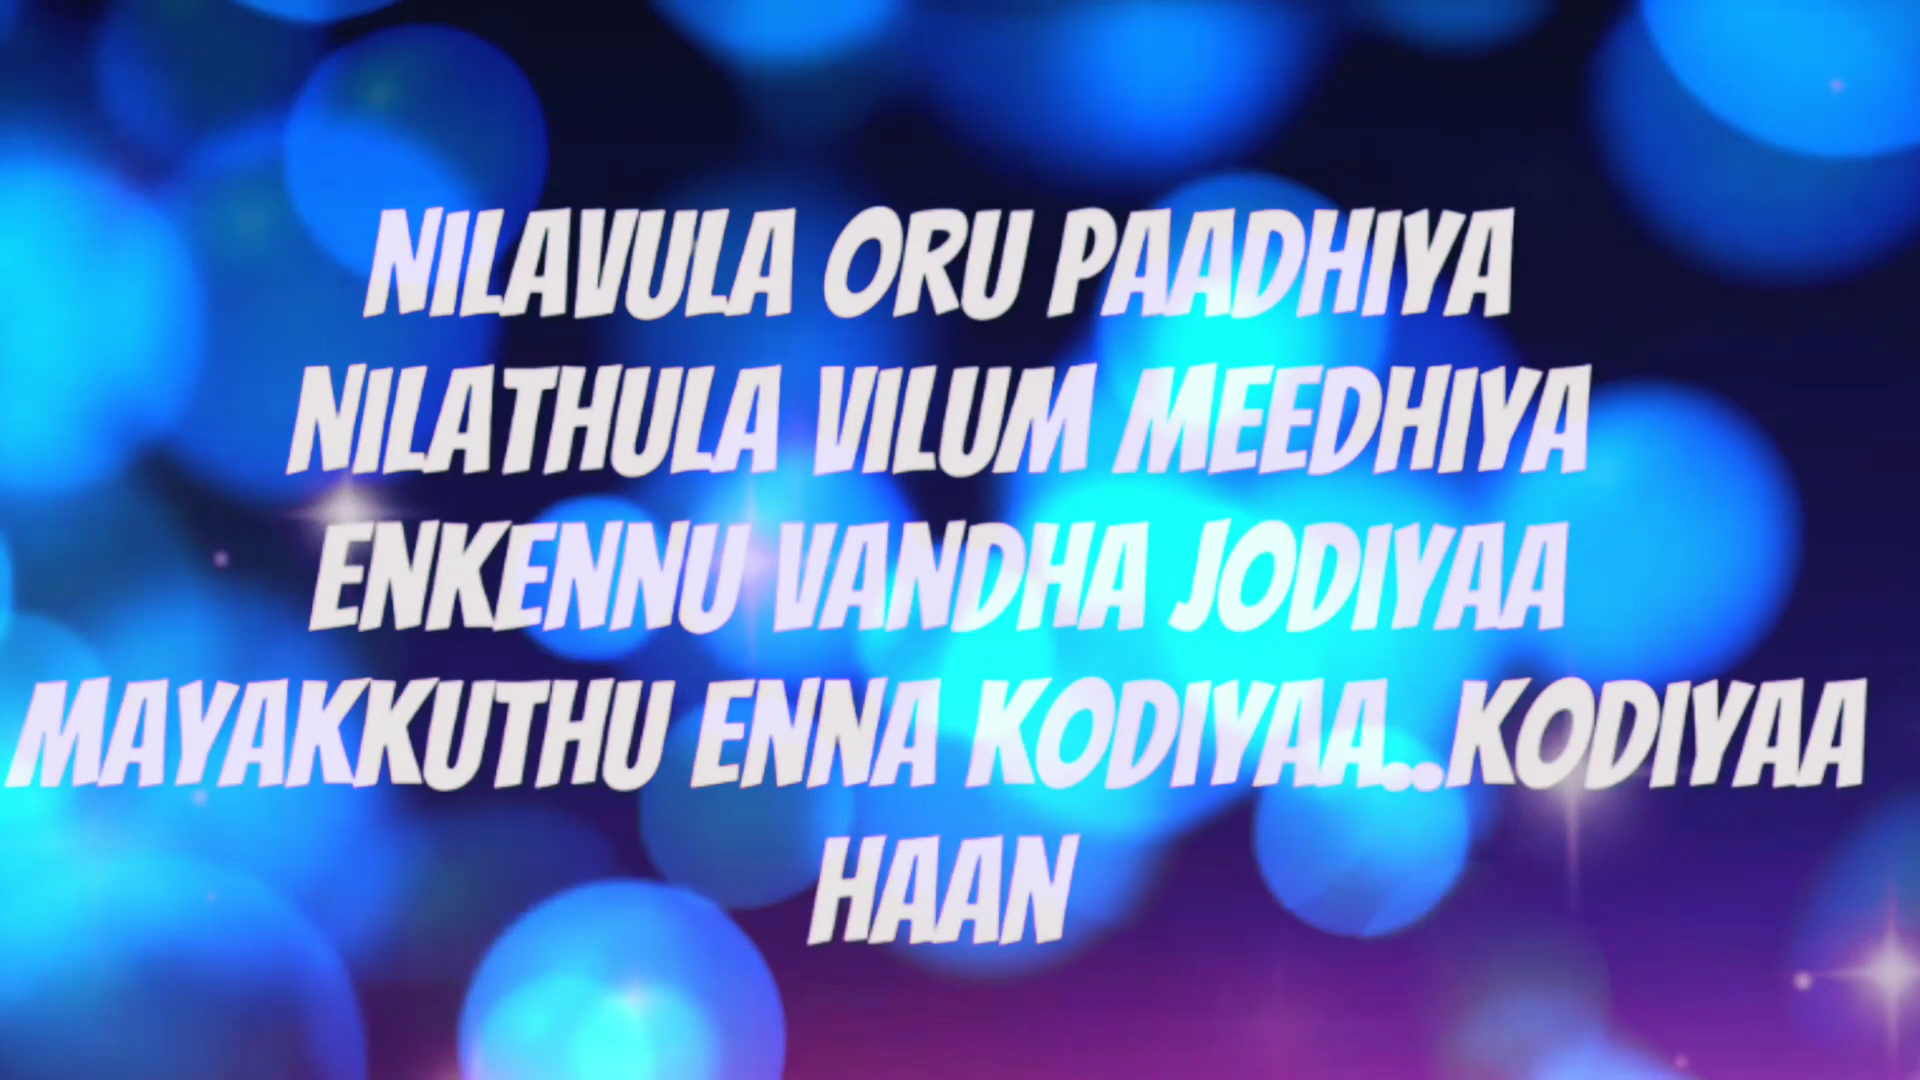 NILAVULA ORU PAADHIYA
NILATHULA VILUM MEEDHIYA
ENKENNU VANDHA JODIYAA
MAYAKKUTHU ENNA KODIYAA..KODIYAA
HAAN